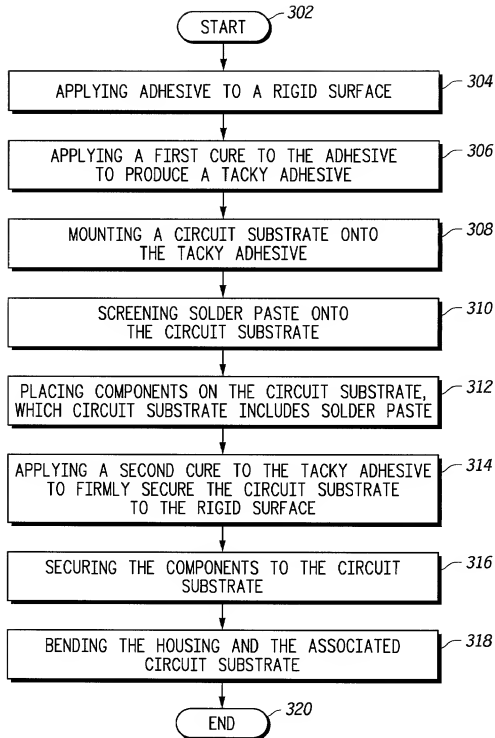 START
302
APPLYING ADHESIVE TO A RIGID SURFACE
304
APPLYING A FIRST CURE TO THE ADHESIVE
TO PRODUCE A TACKY ADHESIVE
306
MOUNTING A CIRCUIT SUBSTRATE ONTO
THE TACKY ADHESIVE
308
SCREENING SOLDER PASTE ONTO
THE CIRCUIT SUBSTRATE
310
PLACING COMPONENTS ON THE CIRCUIT SUBSTRATE,
WHICH CIRCUIT SUBSTRATE INCLUDES SOLDER PASTE
312
APPLYING A SECOND CURE TO THE TACKY ADHESIVE
TO FIRMLY SECURE THE CIRCUIT SUBSTRATE
TO THE RIGID SURFACE
314
SECURING THE COMPONENTS TO THE CIRCUIT
SUBSTRATE
316
BENDING THE HOUSING AND THE ASSOCIATED
CIRCUIT SUBSTRATE
318
END
320